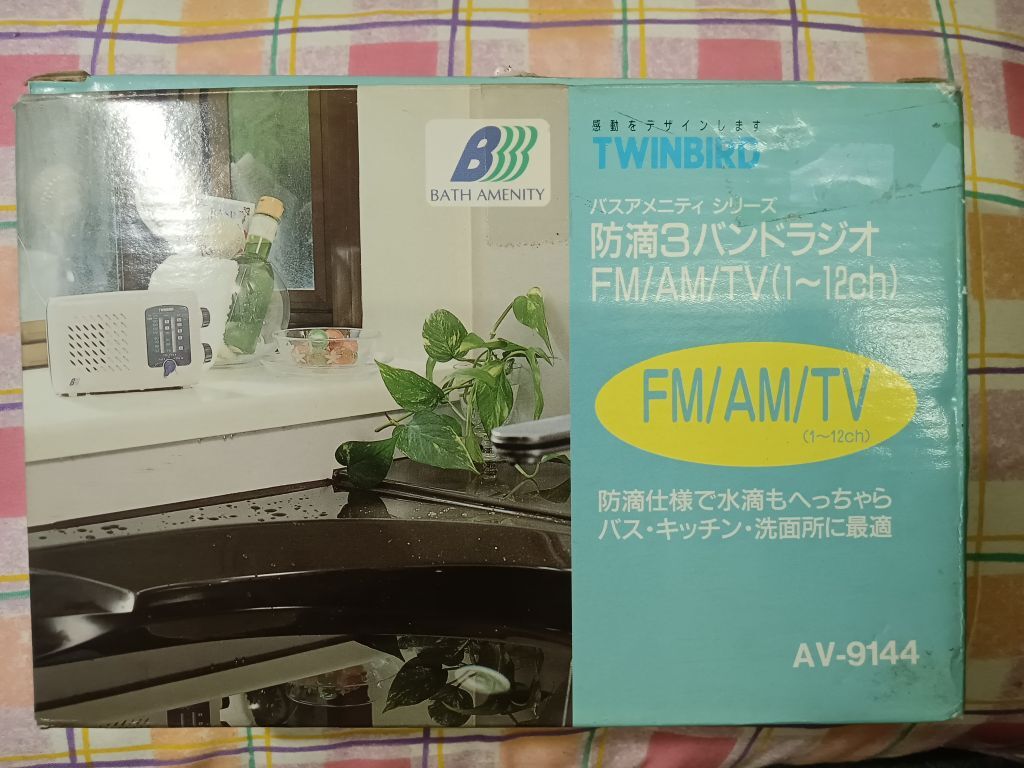 BATH AMENITY
感動をデザインします
TWINBIRD
バスアメニティ シリーズ
防滴3バンドラジオ
FM/AM/TV(1〜12ch)
FM/AM/TV
(1〜12ch)
防滴仕様で水滴もへっちゃら
バス・キッチン・洗面所に最適
AV-9144